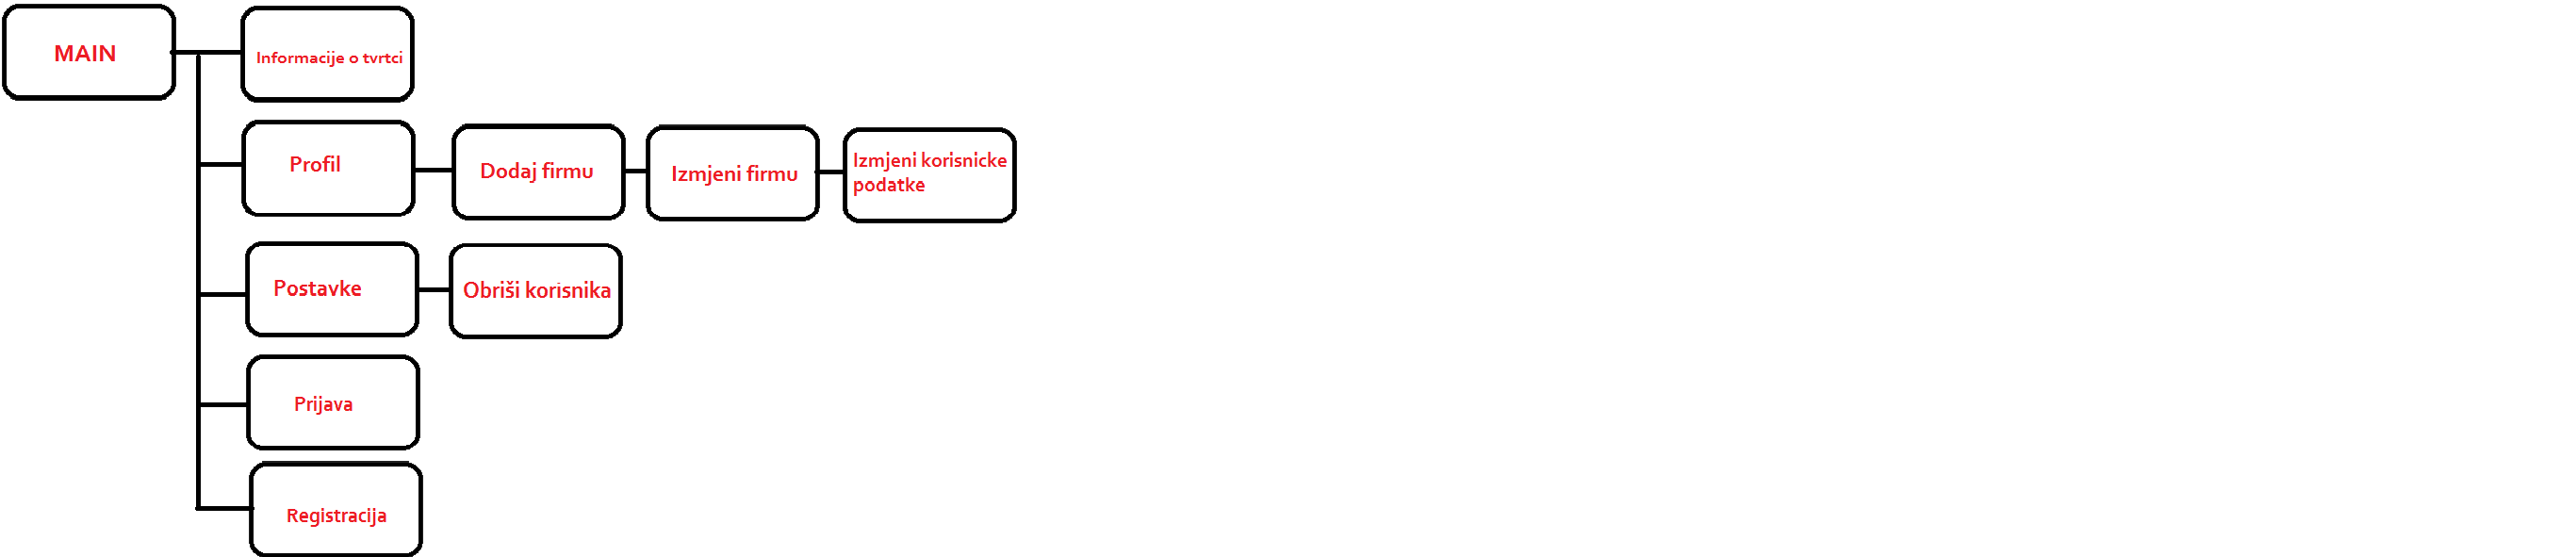 MAIN
Informacije o tvrtci
Profil
Dodaj firmu
Izmjeni firmu
Izmjeni korisnicke
podatke
Postavke
Obriši korisnika
Prijava
Registracija